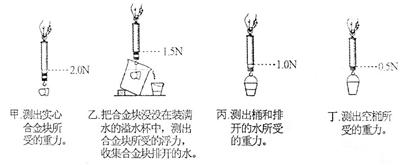 2.0N
1.5N
1.0N
0.5N
甲.测出实心
合金块所
受的重力。
乙.把合金块浸没在装满
水的溢水杯中，测出
合金块所受的浮力，
收集合金块排开的水。
丙.测出桶和排
开的水所受
的重力。
丁.测出空桶所
受的重力。